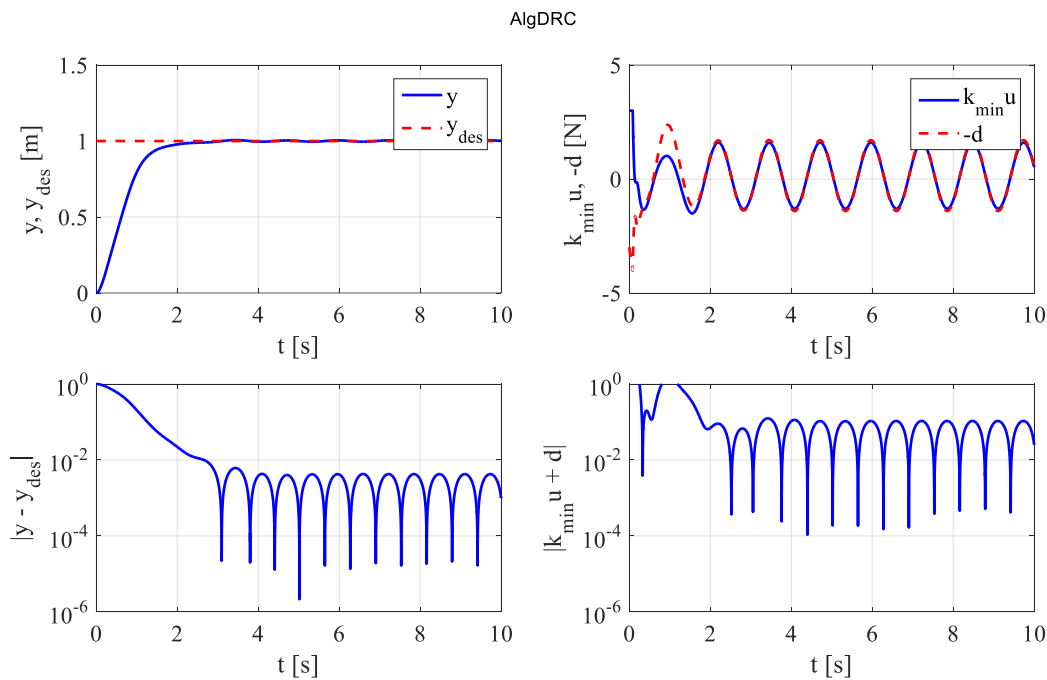 AlgDRC
1.5
1
0.5
0
y, y_des [m]
y
y_des
0 2 4 6 8 10
t [s]
5
0
-5
k_min u, -d [N]
k_min u
-d
0 2 4 6 8 10
t [s]
10^0
10^-2
10^-4
10^-6
|y - y_des|
0 2 4 6 8 10
t [s]
10^0
10^-2
10^-4
10^-6
|k_min u + d|
0 2 4 6 8 10
t [s]